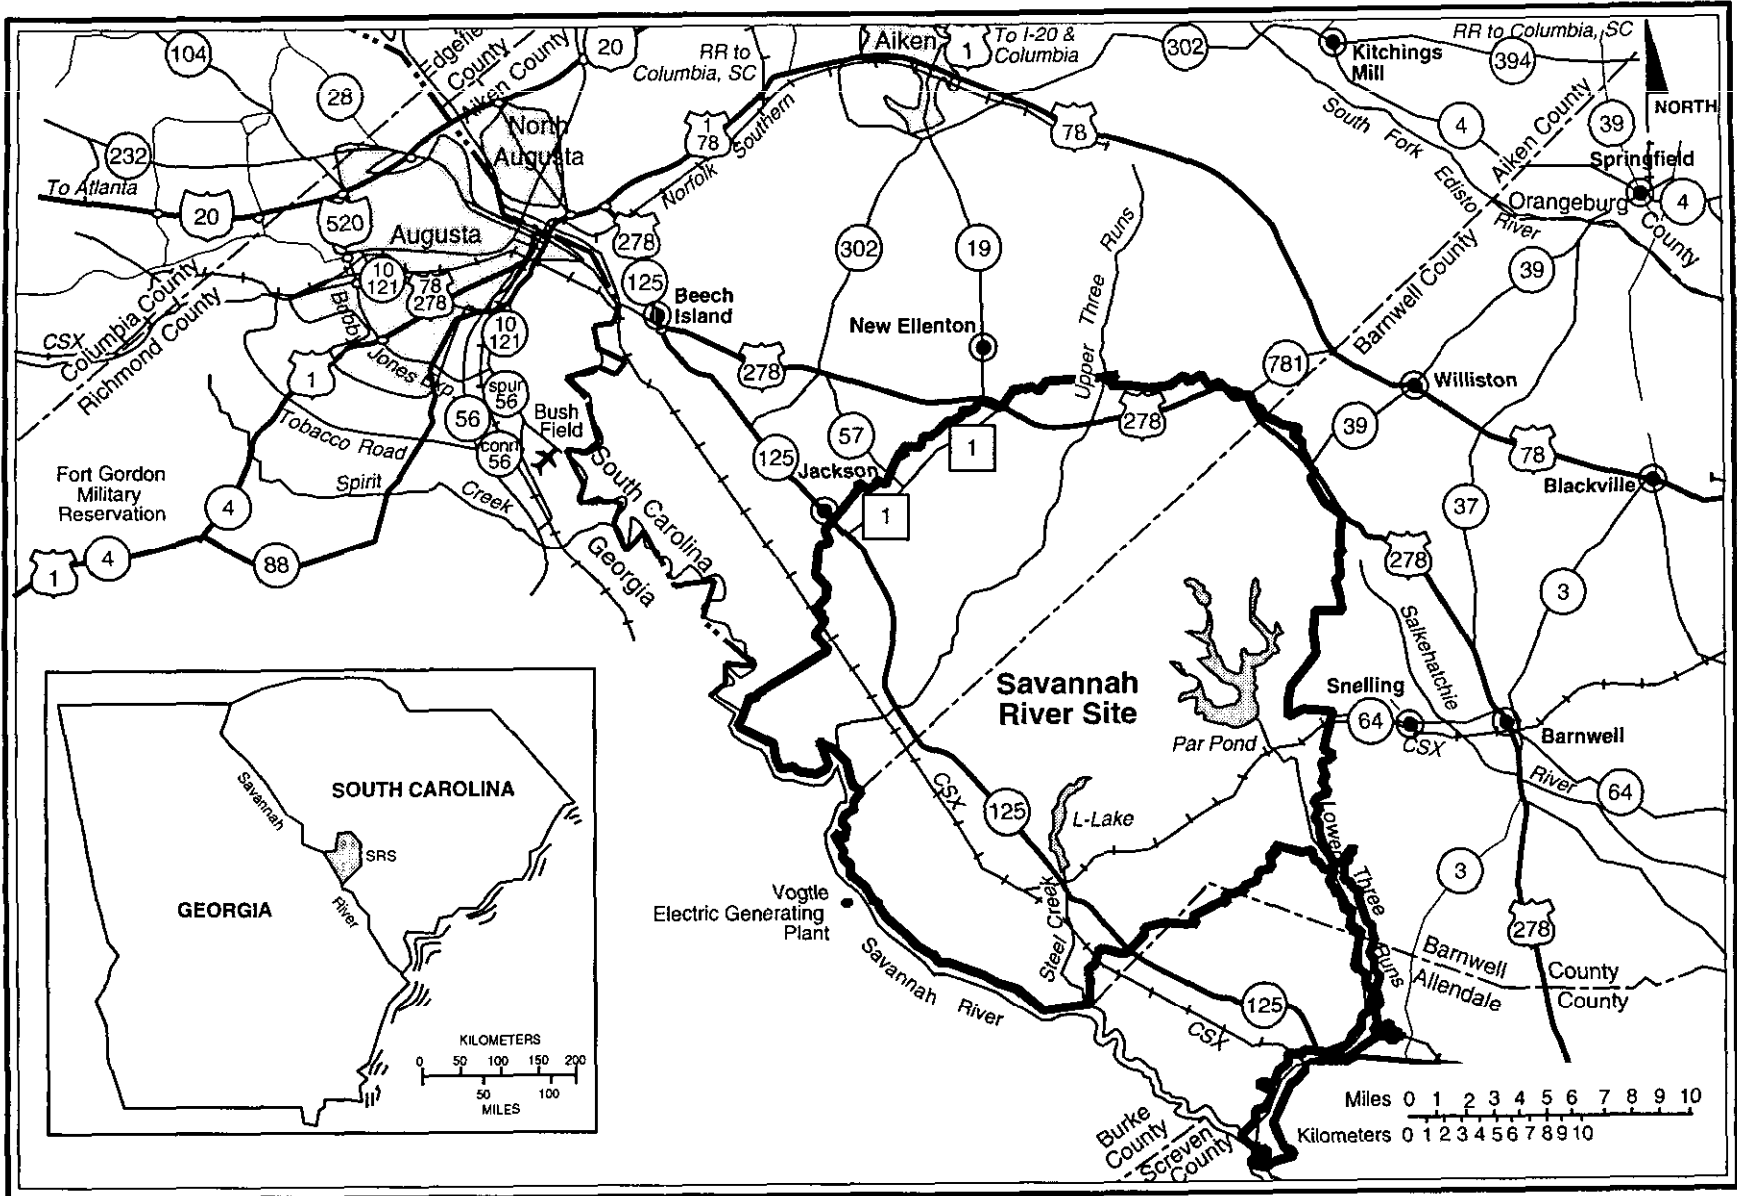 104
28
232
To Atlanta
20
520
Edgefield
County
Aiken County
20
RR to
Columbia, SC
Aiken
1
To I-20 &
Columbia
302
Kitchings
Mill
RR to Columbia, SC
394
NORTH
North
Augusta
1
78
Norfolk Southern
78
South Fork Edisto River
4
39
Aiken County
Barnwell County
Springfield
Orangeburg
County
4
39
Augusta
278
125
Beech
Island
302
19
Upper Three Runs
New Ellenton
10
121
78
278
10
121
Bobby Jones Exp.
CSX
Columbia County
Richmond County
1
278
781
Williston
spur
56
56
conn
56
Bush
Field
Tobacco Road
Spirit Creek
57
125
Jackson
1
1
278
39
78
Blackville
37
Fort Gordon
Military
Reservation
4
1
4
88
South Carolina
Georgia
278
3
Salkehatchie
River
Savannah
River Site
Snelling
64
CSX
Barnwell
64
Par Pond
CSX
125
L-Lake
Lower Three Runs
3
Vogtle
Electric Generating
Plant
Savannah River
Steel Creek
278
Barnwell County
Allendale County
125
CSX
Burke
County
Screven
County
SOUTH CAROLINA
Savannah
River
SRS
GEORGIA
KILOMETERS
0 50 100 150 200
50 100
MILES
Miles 0 1 2 3 4 5 6 7 8 9 10
Kilometers 0 1 2 3 4 5 6 7 8 9 10